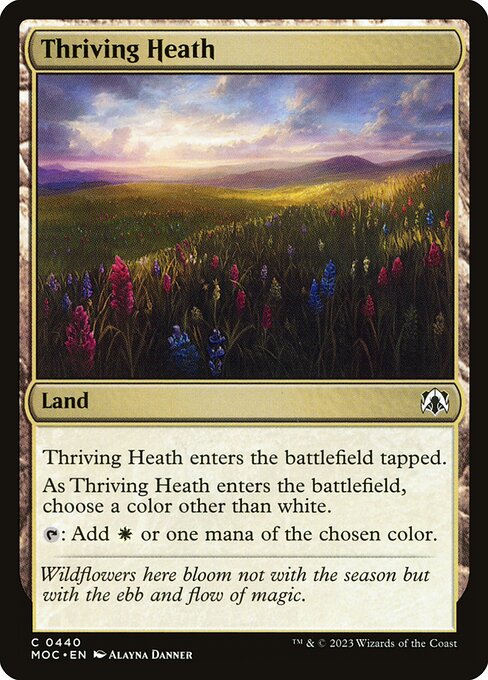 Thriving Heath
Land
Thriving Heath enters the battlefield tapped.
As Thriving Heath enters the battlefield,
choose a color other than white.
: Add or one mana of the chosen color.
Wildflowers here bloom not with the season but
with the ebb and flow of magic.
C 0440
MOC • EN ALAYNA DANNER
™ & © 2023 Wizards of the Coast